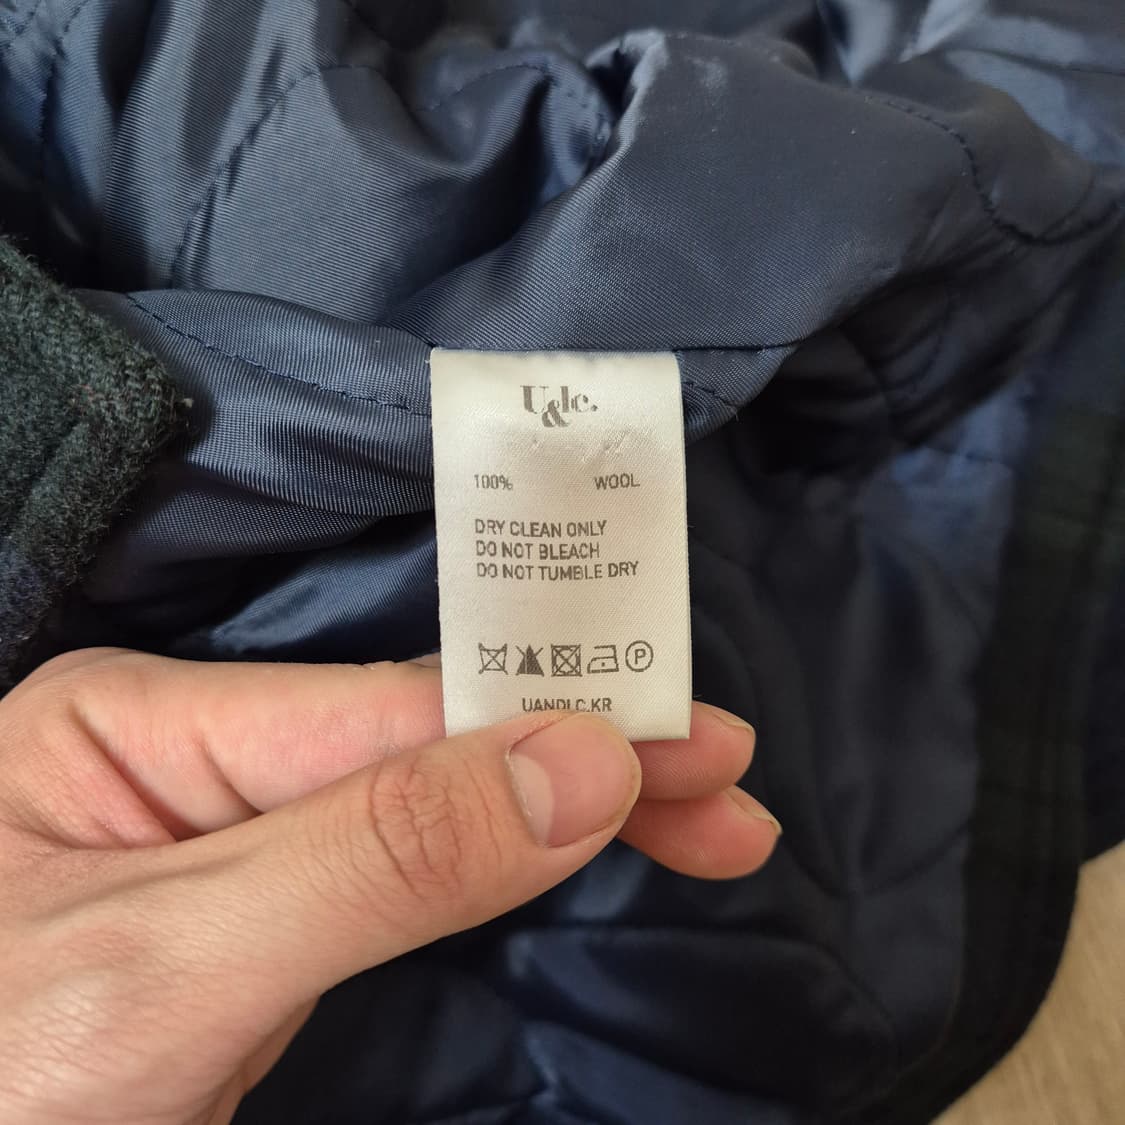 U&lc.
100% WOOL
DRY CLEAN ONLY
DO NOT BLEACH
DO NOT TUMBLE DRY
P
UANDLC.KR